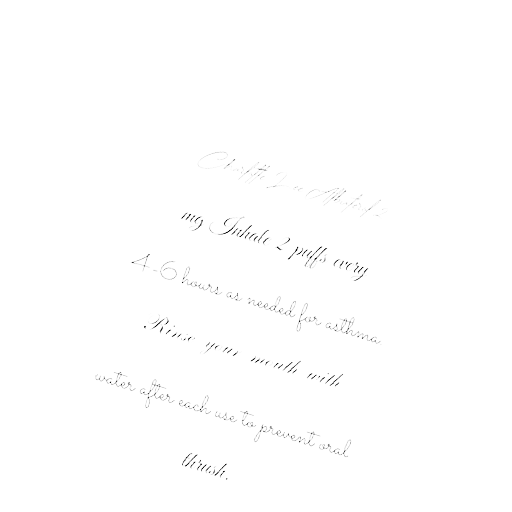 mg Inhale 2 puffs every
4-6 hours as needed for asthma
Rinse your mouth with
water after each use to prevent oral
thrush.